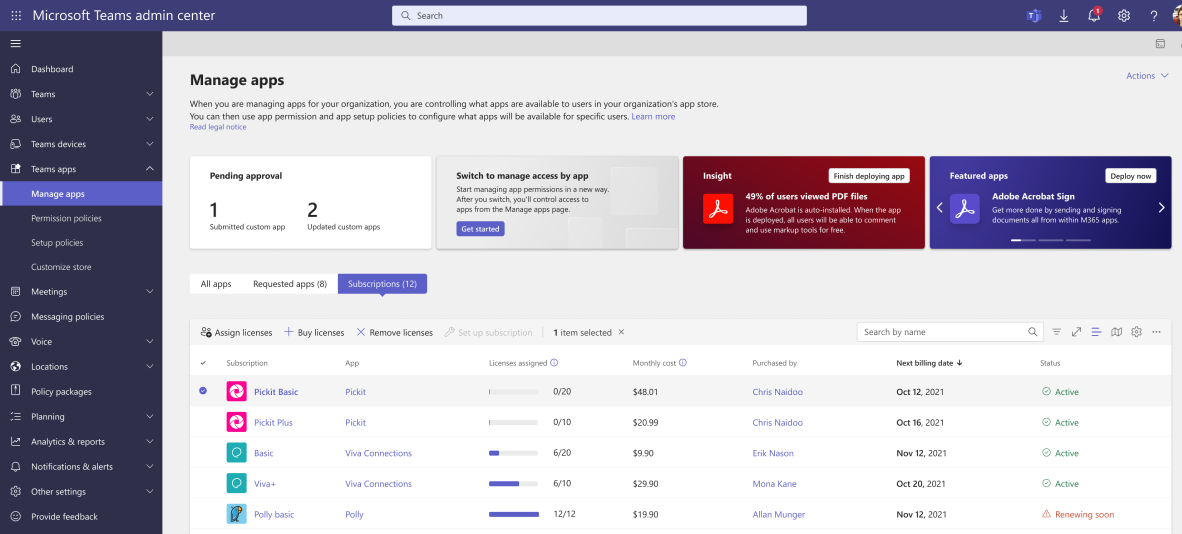 Microsoft Teams admin center
Search
1
Dashboard
Teams
Users
Teams devices
Teams apps
Manage apps
Permission policies
Setup policies
Customize store
Meetings
Messaging policies
Voice
Locations
Policy packages
Planning
Analytics & reports
Notifications & alerts
Other settings
Provide feedback
Manage apps
Actions
When you are managing apps for your organization, you are controlling what apps are available to users in your organization's app store.
You can then use app permission and app setup policies to configure what apps will be available for specific users. Learn more
Read legal notice
Pending approval
1 2
Submitted custom app Updated custom apps
Switch to manage access by app
Start managing app permissions in a new way.
After you switch, you'll control access to
apps from the Manage apps page.
Get started
Insight Finish deploying app
49% of users viewed PDF files
Adobe Acrobat is auto-installed. When the app
is deployed, all users will be able to comment
and use markup tools for free.
Featured apps Deploy now
Adobe Acrobat Sign
Get more done by sending and signing
documents all from within M365 apps.
All apps Requested apps (8) Subscriptions (12)
Assign licenses Buy licenses Remove licenses Set up subscription 1 item selected Search by name
Subscription App Licenses assigned Monthly cost Purchased by Next billing date Status
Pickit Basic Pickit 0/20 $48.01 Chris Naidoo Oct 12, 2021 Active
Pickit Plus Pickit 0/10 $20.99 Chris Naidoo Oct 16, 2021 Active
Basic Viva Connections 6/20 $9.90 Erik Nason Nov 12, 2021 Active
Viva+ Viva Connections 6/10 $29.90 Mona Kane Oct 20, 2021 Active
Polly basic Polly 12/12 $19.90 Allan Munger Nov 12, 2021 Renewing soon